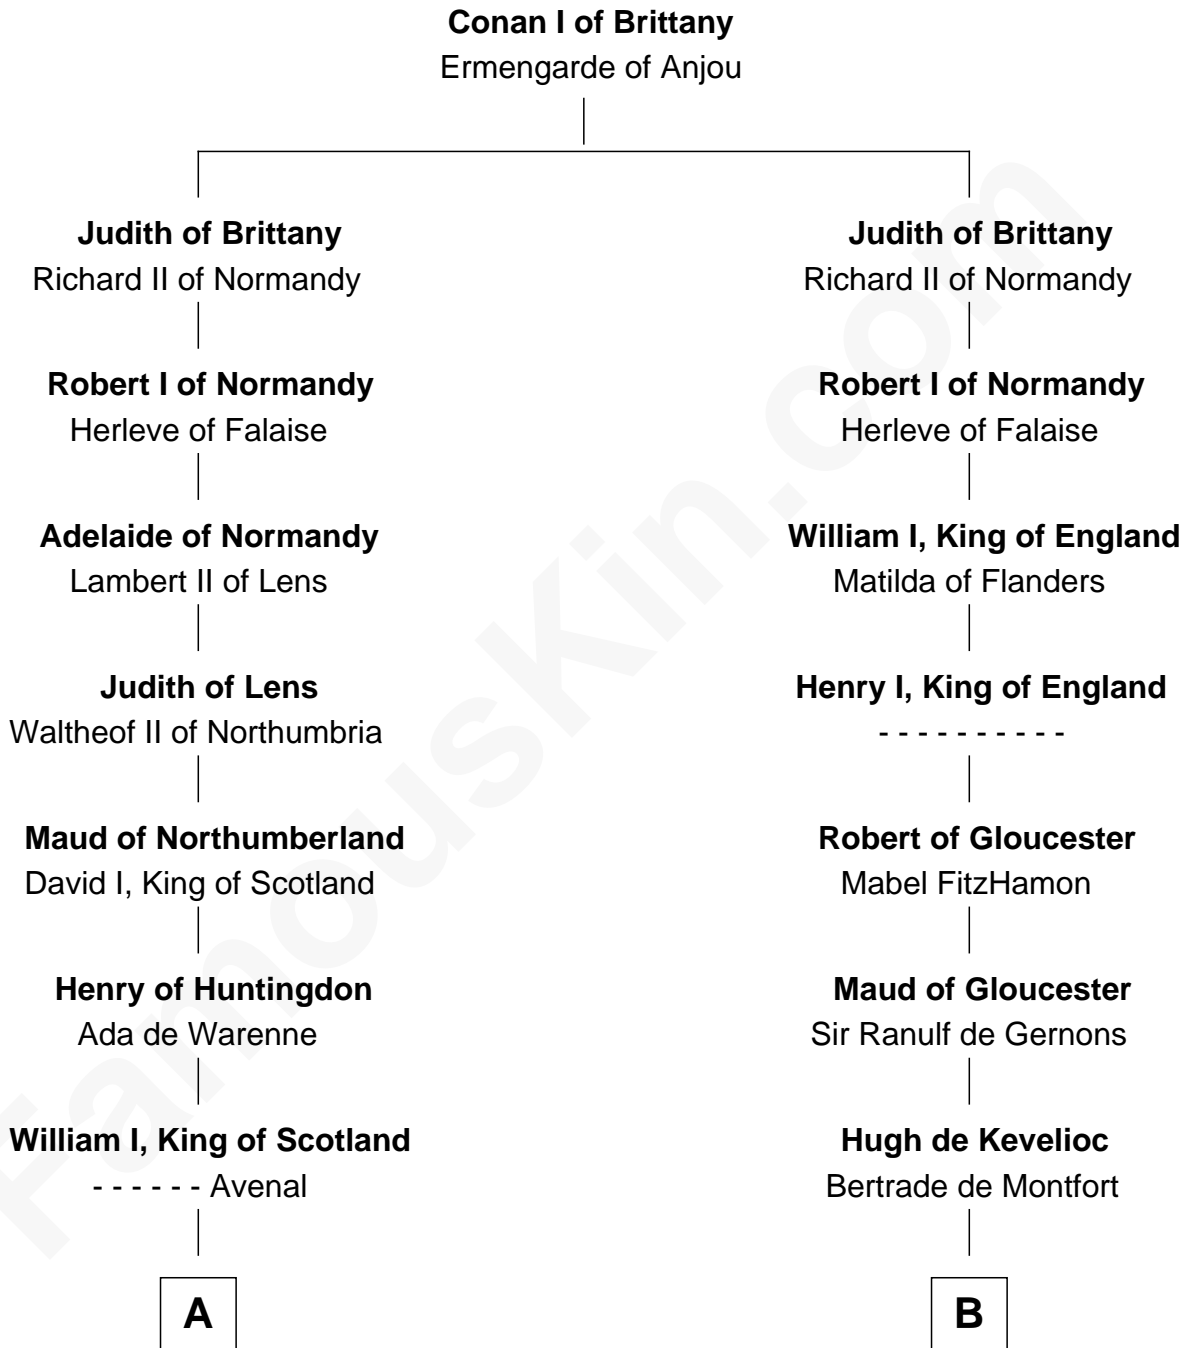 Conan I of Brittany
Ermengarde of Anjou
Judith of Brittany
Richard II of Normandy
Robert I of Normandy
Herleve of Falaise
Adelaide of Normandy
Lambert II of Lens
Judith of Lens
Waltheof II of Northumbria
Maud of Northumberland
David I, King of Scotland
Henry of Huntingdon
Ada de Warenne
William I, King of Scotland
- - - - - - Avenal
A
Judith of Brittany
Richard II of Normandy
Robert I of Normandy
Herleve of Falaise
William I, King of England
Matilda of Flanders
Henry I, King of England
- - - - - - - - - -
Robert of Gloucester
Mabel FitzHamon
Maud of Gloucester
Sir Ranulf de Gernons
Hugh de Kevelioc
Bertrade de Montfort
B
FamousKin.com